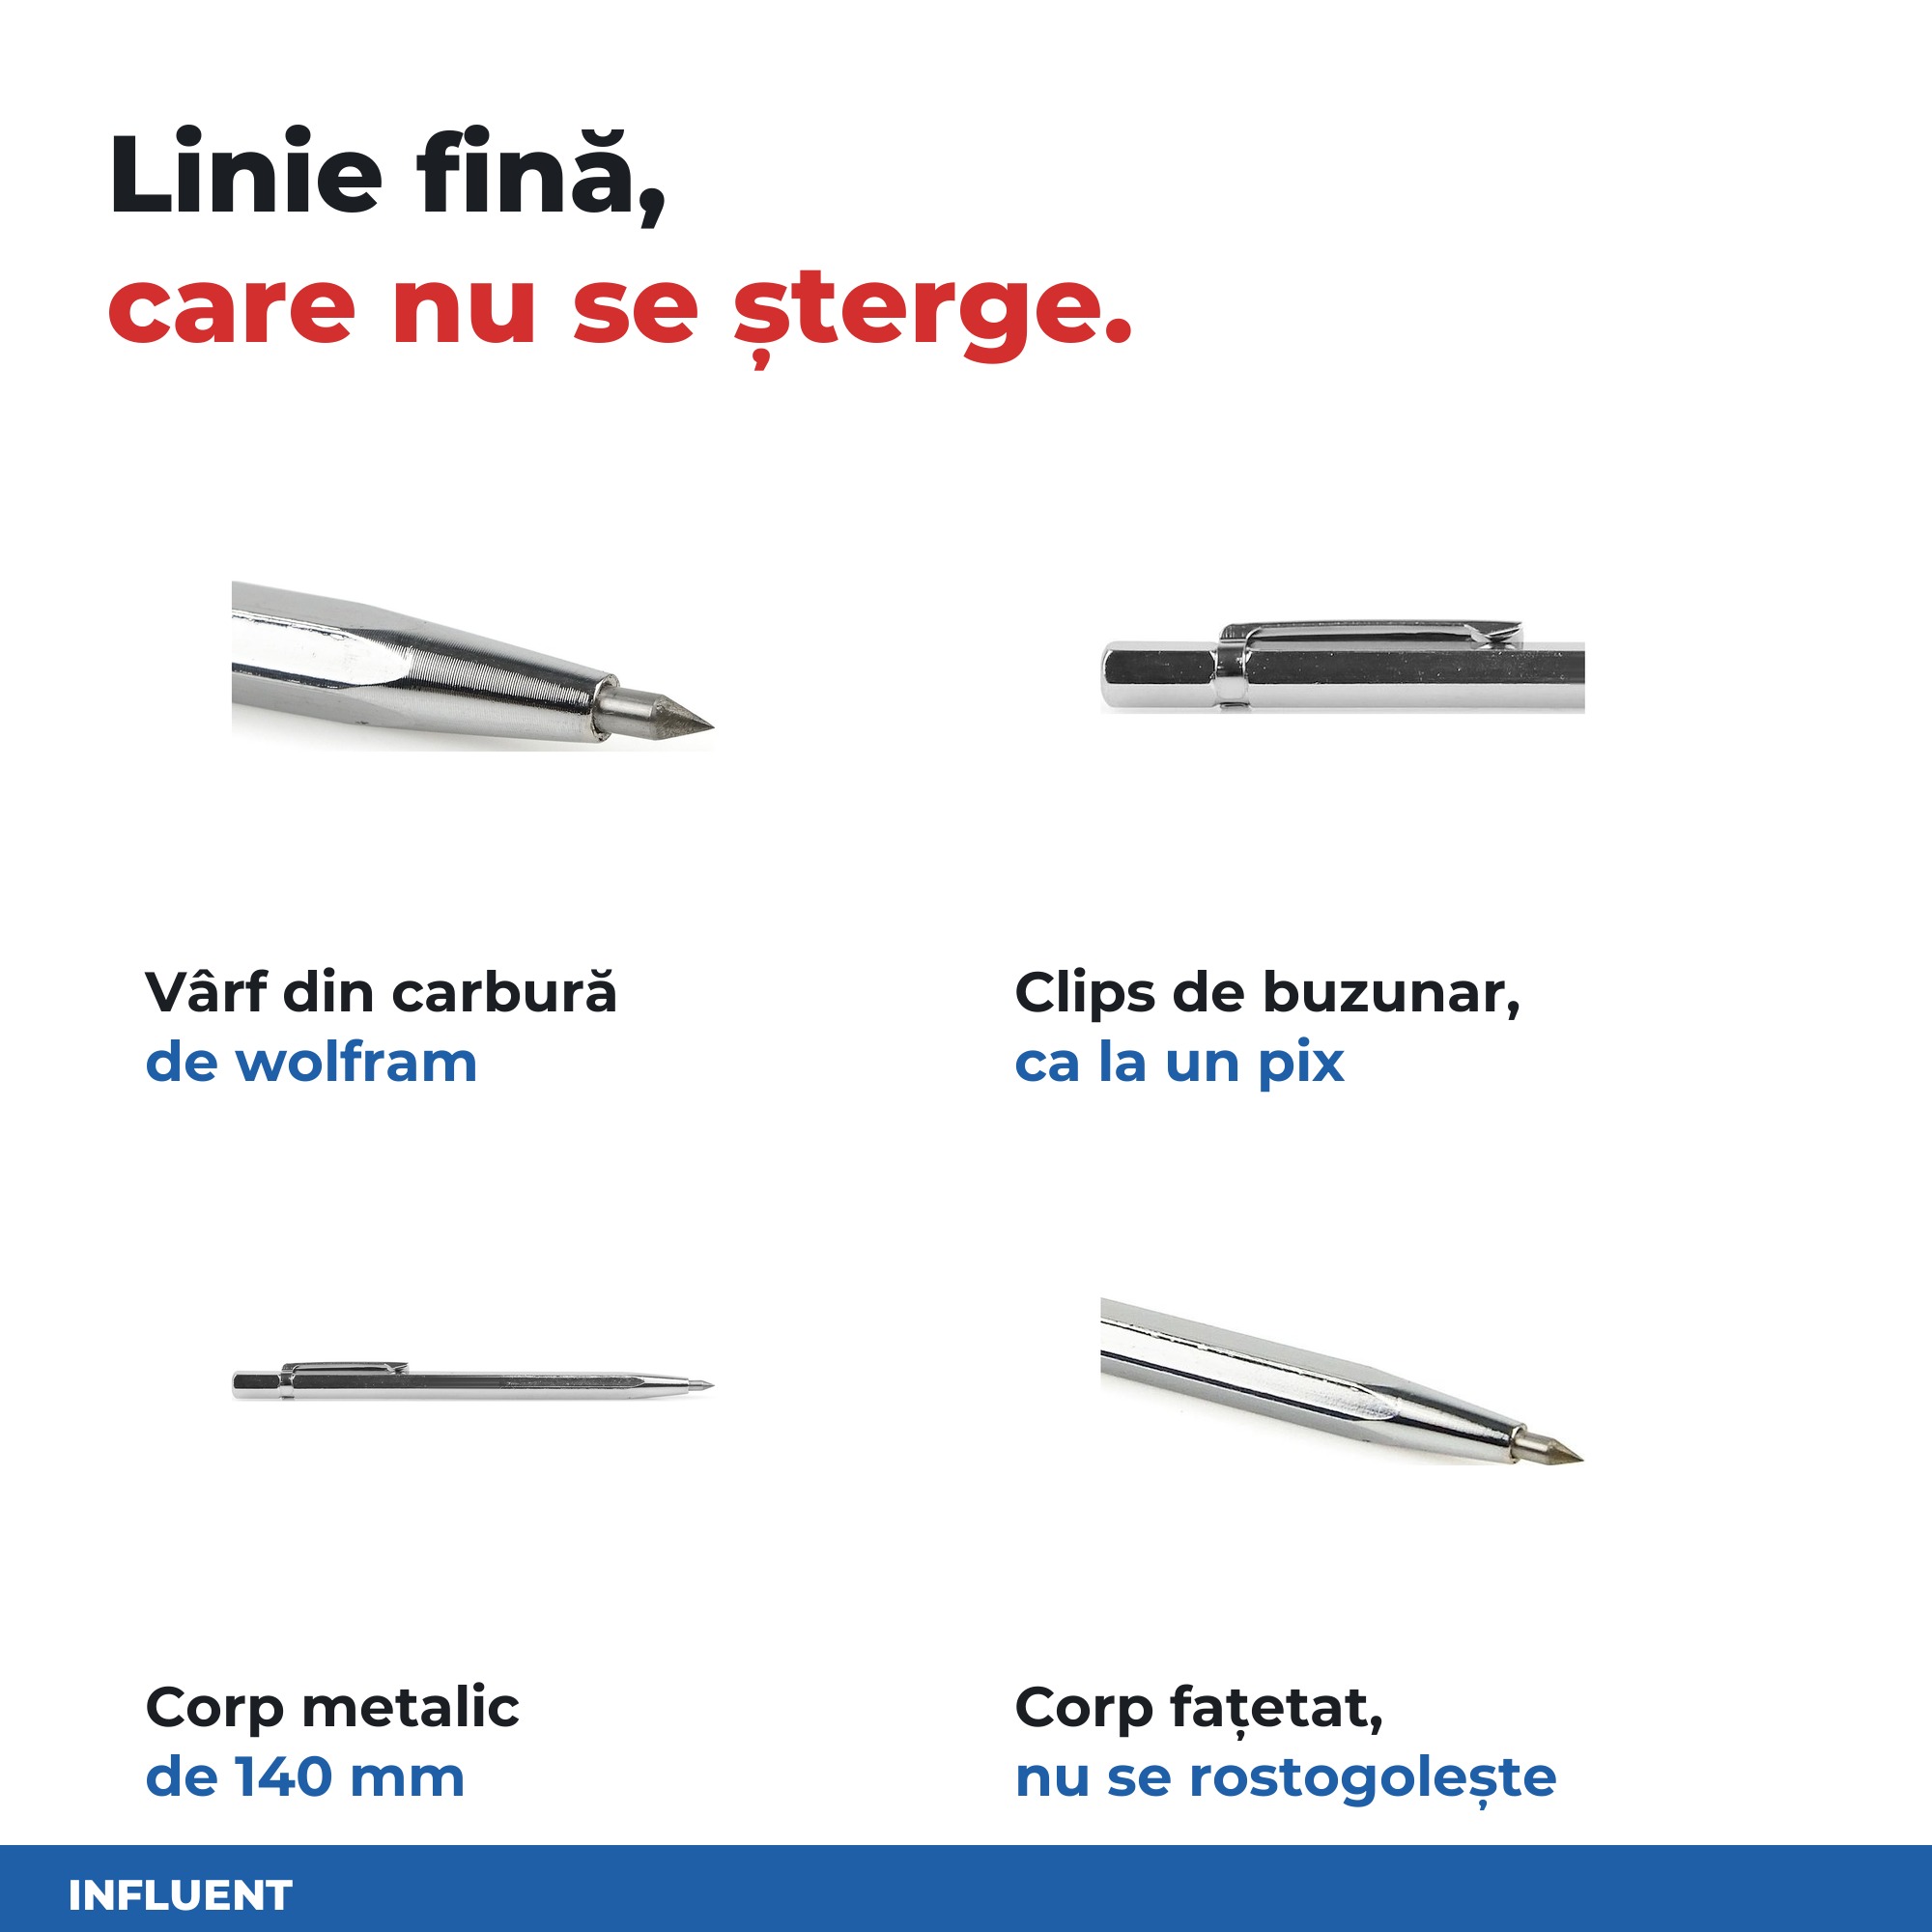 Linie fină,
care nu se șterge.
Vârf din carbură
de wolfram
Clips de buzunar,
ca la un pix
Corp metalic
de 140 mm
Corp fațetat,
nu se rostogolește
INFLUENT